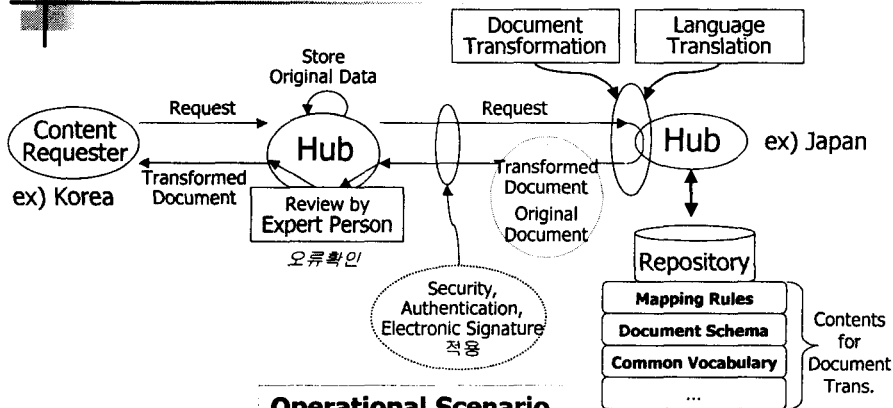 Document
Transformation
Language
Translation
Store
Original Data
Request
Request
Content
Requester
Hub
Hub
ex) Japan
ex) Korea
Transformed
Document
Review by
Expert Person
오류확인
Transformed
Document
Original
Document
Security,
Authentication,
Electronic Signature
적용
Repository
Mapping Rules
Document Schema
Common Vocabulary
...
Contents
for
Document
Trans.
Operational Scenario